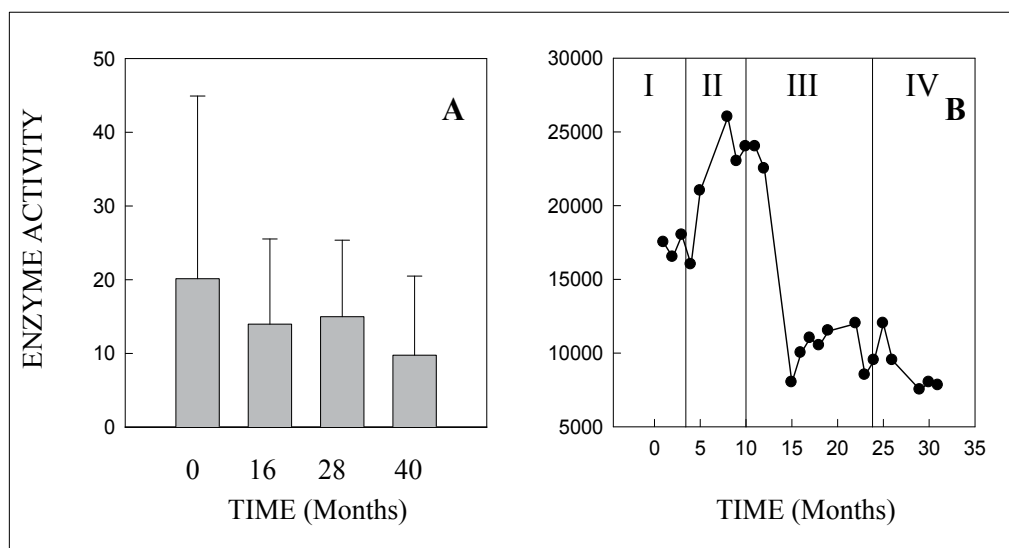 ENZYME ACTIVITY
50
40
30
20
10
0
A
0 16 28 40
TIME (Months)
30000
25000
20000
15000
10000
5000
I II III IV
B
0 5 10 15 20 25 30 35
TIME (Months)